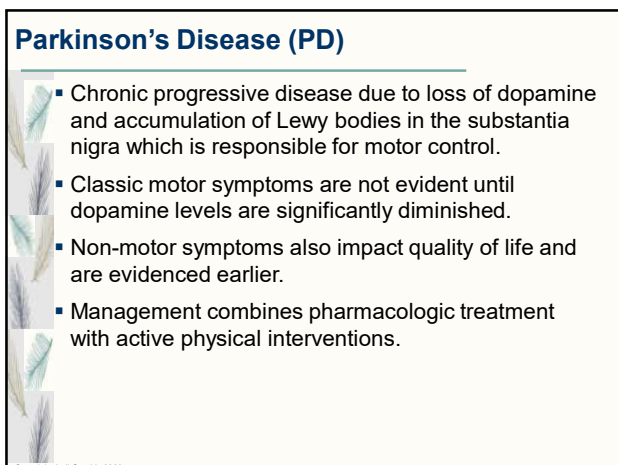 Parkinson’s Disease (PD)
▪ Chronic progressive disease due to loss of dopamine
and accumulation of Lewy bodies in the substantia
nigra which is responsible for motor control.
▪ Classic motor symptoms are not evident until
dopamine levels are significantly diminished.
▪ Non-motor symptoms also impact quality of life and
are evidenced earlier.
▪ Management combines pharmacologic treatment
with active physical interventions.